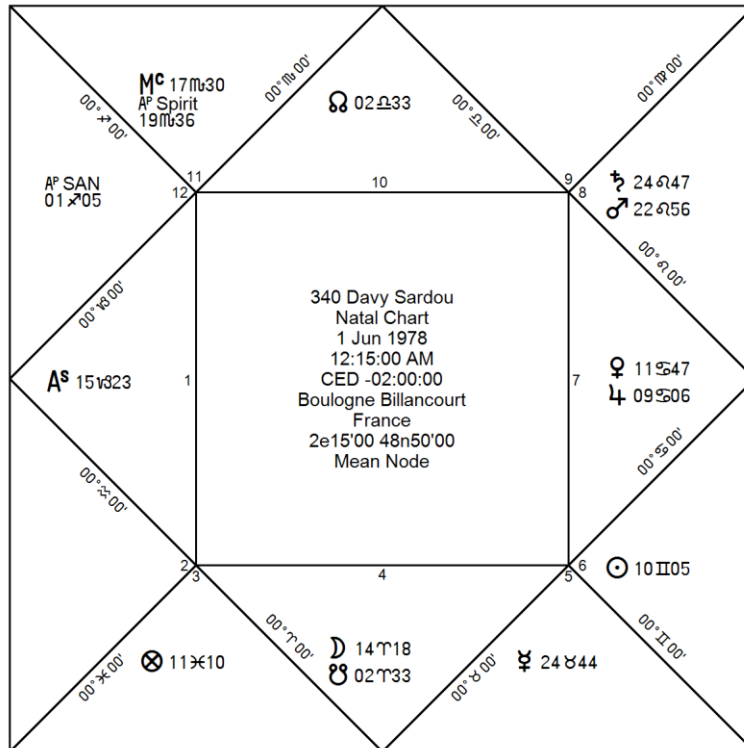 Mc 17♏30
AP Spirit
19♏36
00°♏00'
☊ 02♎33
00°♎00'
00°♍00'
00°♐00'
11
12
10
9
8
AP SAN
01♐05
♄ 24♌47
♂ 22♌56
00°♑00'
00°♌00'
340 Davy Sardou
Natal Chart
1 Jun 1978
12:15:00 AM
CED -02:00:00
Boulogne Billancourt
France
2e15'00 48n50'00
Mean Node
As 15♑23
1
7
♀ 11♋47
♃ 09♋06
00°♒00'
00°♋00'
2
3
4
5
6
☉ 10♊05
00°♓00'
⊗ 11♓10
00°♈00'
☽ 14♈18
☋ 02♈33
00°♉00'
☿ 24♉44
00°♊00'